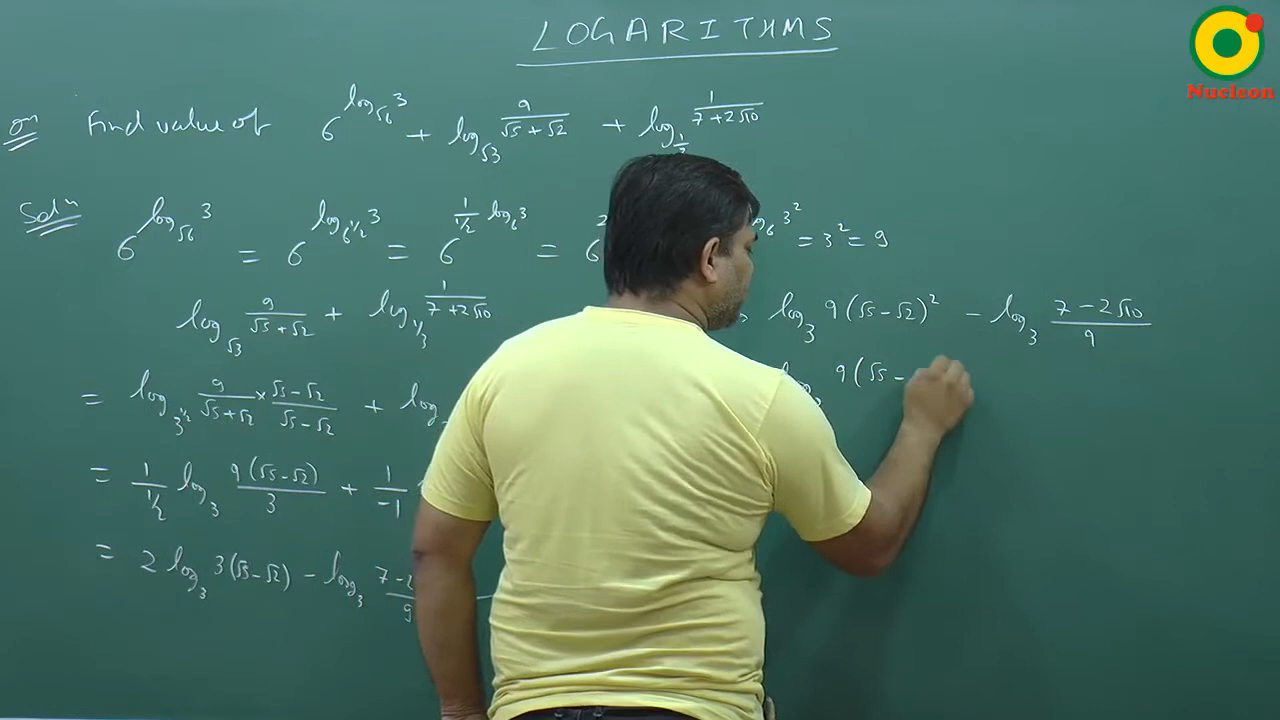 LOGARITHMS
Nucleon
Qn Find value of 6^{log_{√6} 3} + log_{√3} 9/(√5+√2) + log_{1/3} 1/(7+2√10)
Soln 6^{log_{√6} 3} = 6^{log_{6^{1/2}} 3} = 6^{1/(1/2) log_6 3} = 6 log_6 3^2 = 3^2 = 9
log_{√3} 9/(√5+√2) + log_{1/3} 1/(7+2√10)
= log_{3^{1/2}} 9/(√5+√2) × (√5-√2)/(√5-√2) + log
= 1/(1/2) log_3 9(√5-√2)/3 + 1/-1
= 2 log_3 3(√5-√2) - log_3 7-2 9
log_3 9(√5-√2)^2 - log_3 (7-2√10)/9
9(√5-